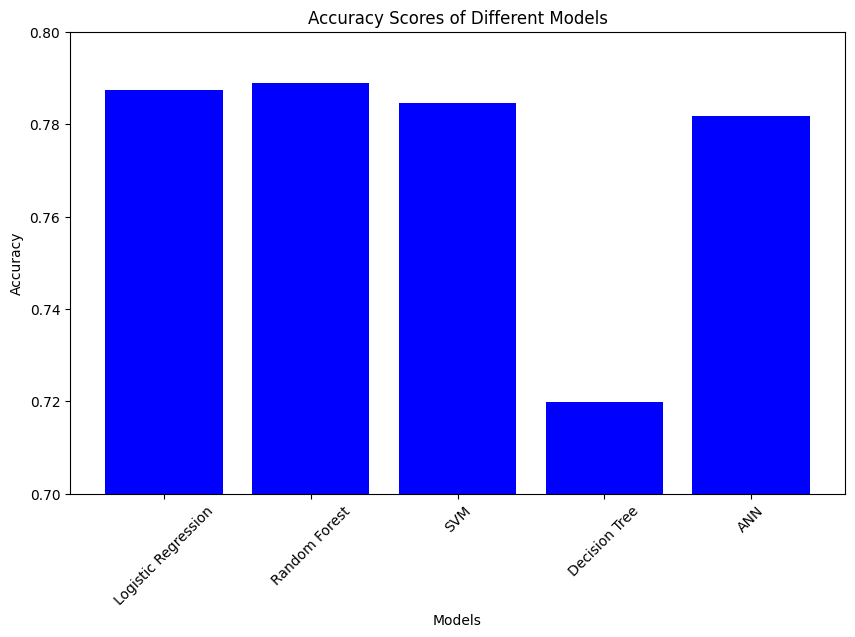 Accuracy Scores of Different Models
0.80
0.78
0.76
0.74
0.72
0.70
Accuracy
Logistic Regression
Random Forest
SVM
Decision Tree
ANN
Models